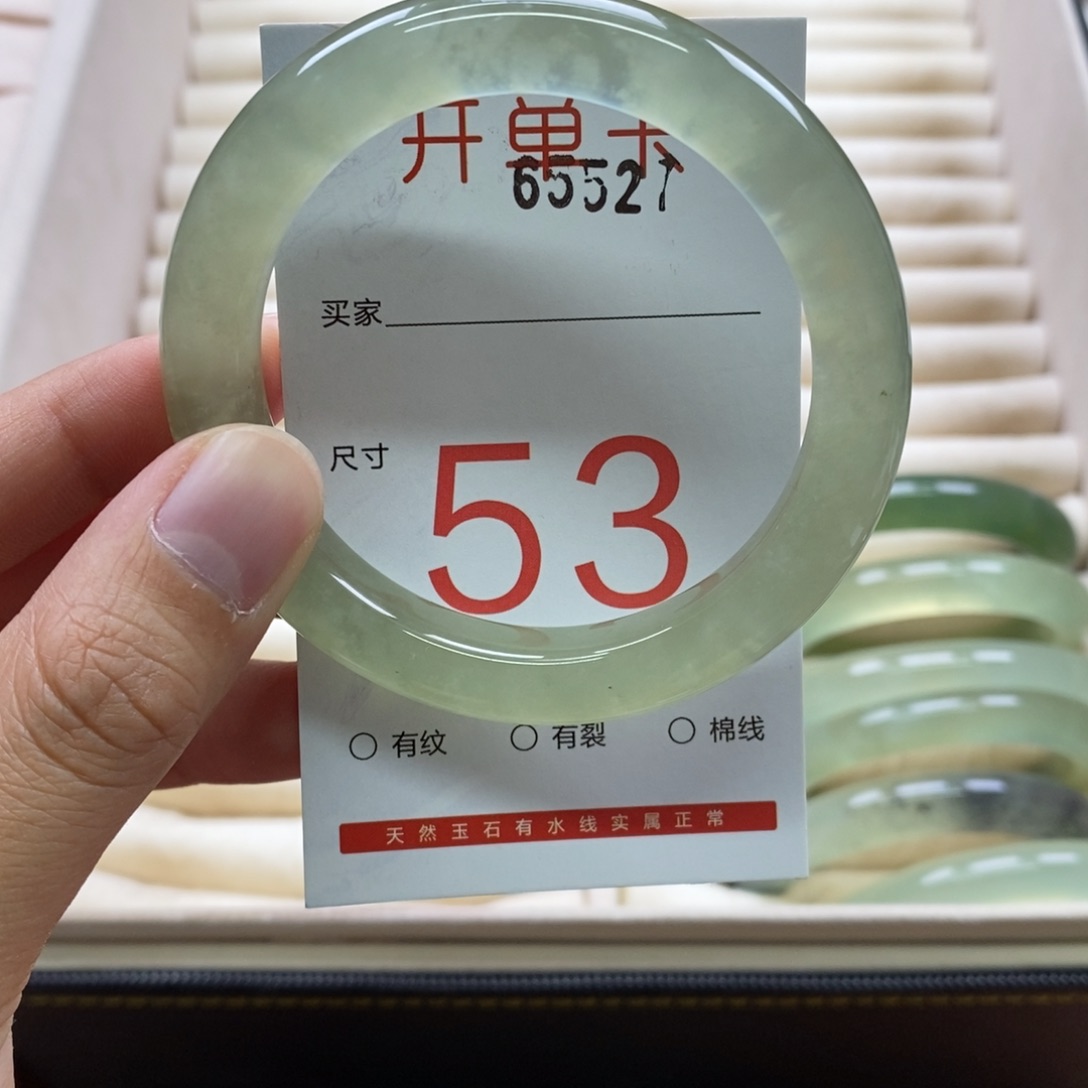 开单卡
65527
买家
尺寸 53
○ 有纹 ○ 有裂 ○ 棉线
天然玉石有水线实属正常